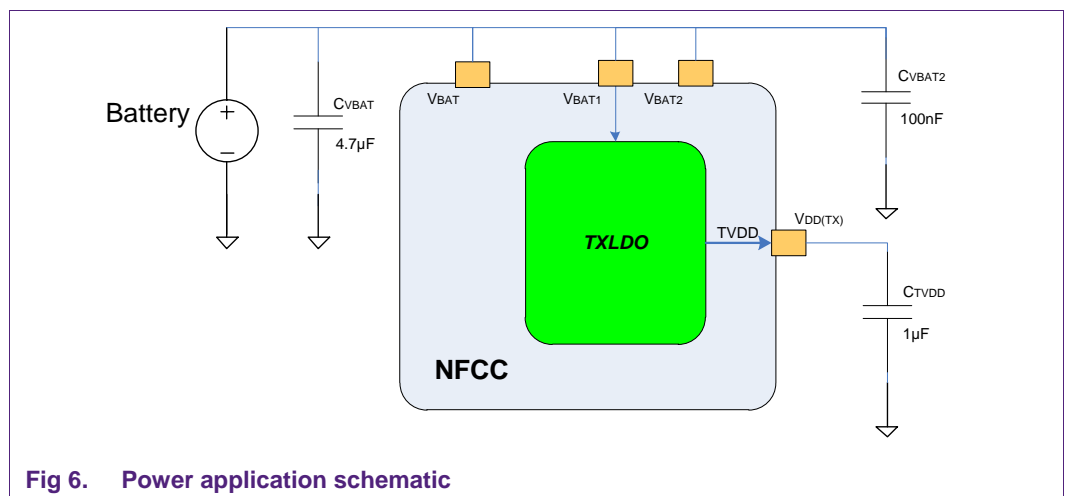 Battery
+
–
CVBAT
4.7µF
VBAT
VBAT1
VBAT2
CVBAT2
100nF
TXLDO
TVDD
VDD(TX)
CTVDD
1µF
NFCC
Fig 6. Power application schematic